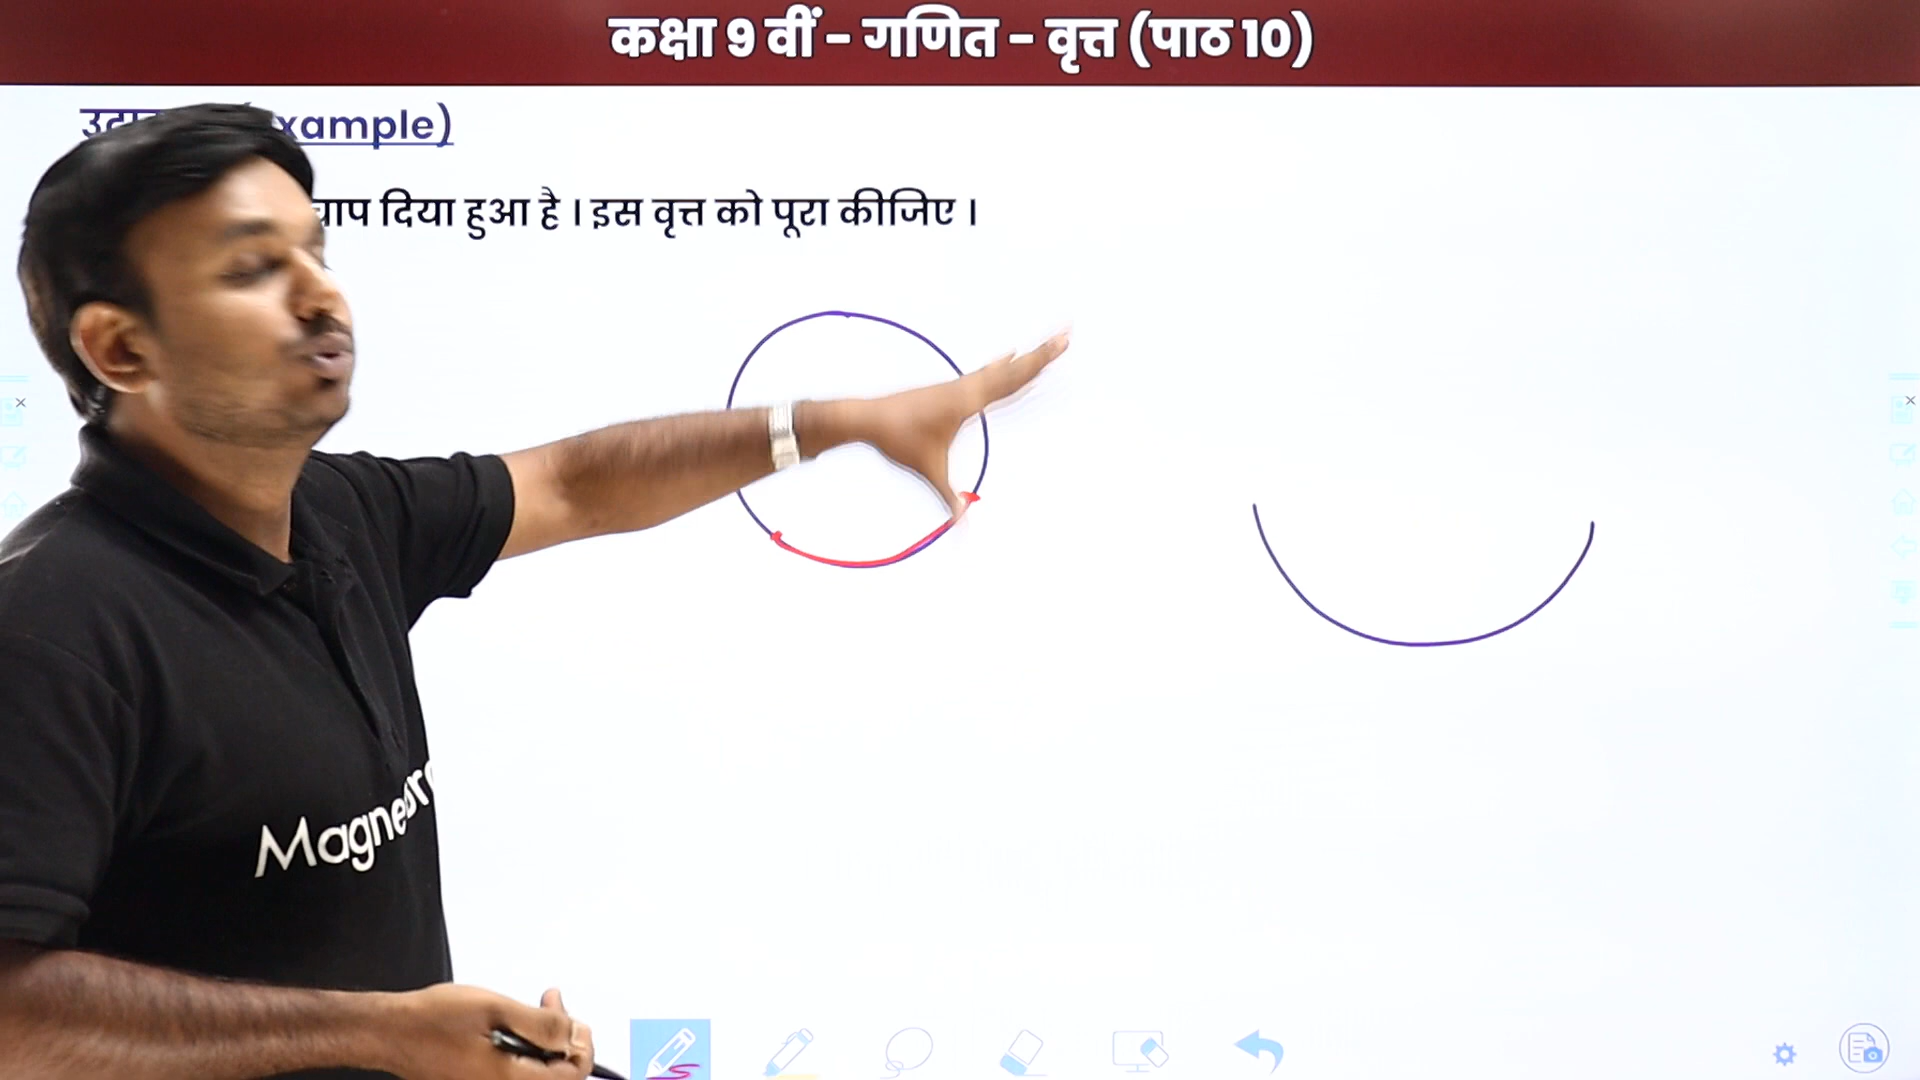 कक्षा 9 वीं - गणित - वृत्त (पाठ 10)
xample)
चाप दिया हुआ है । इस वृत्त को पूरा कीजिए ।
Magne